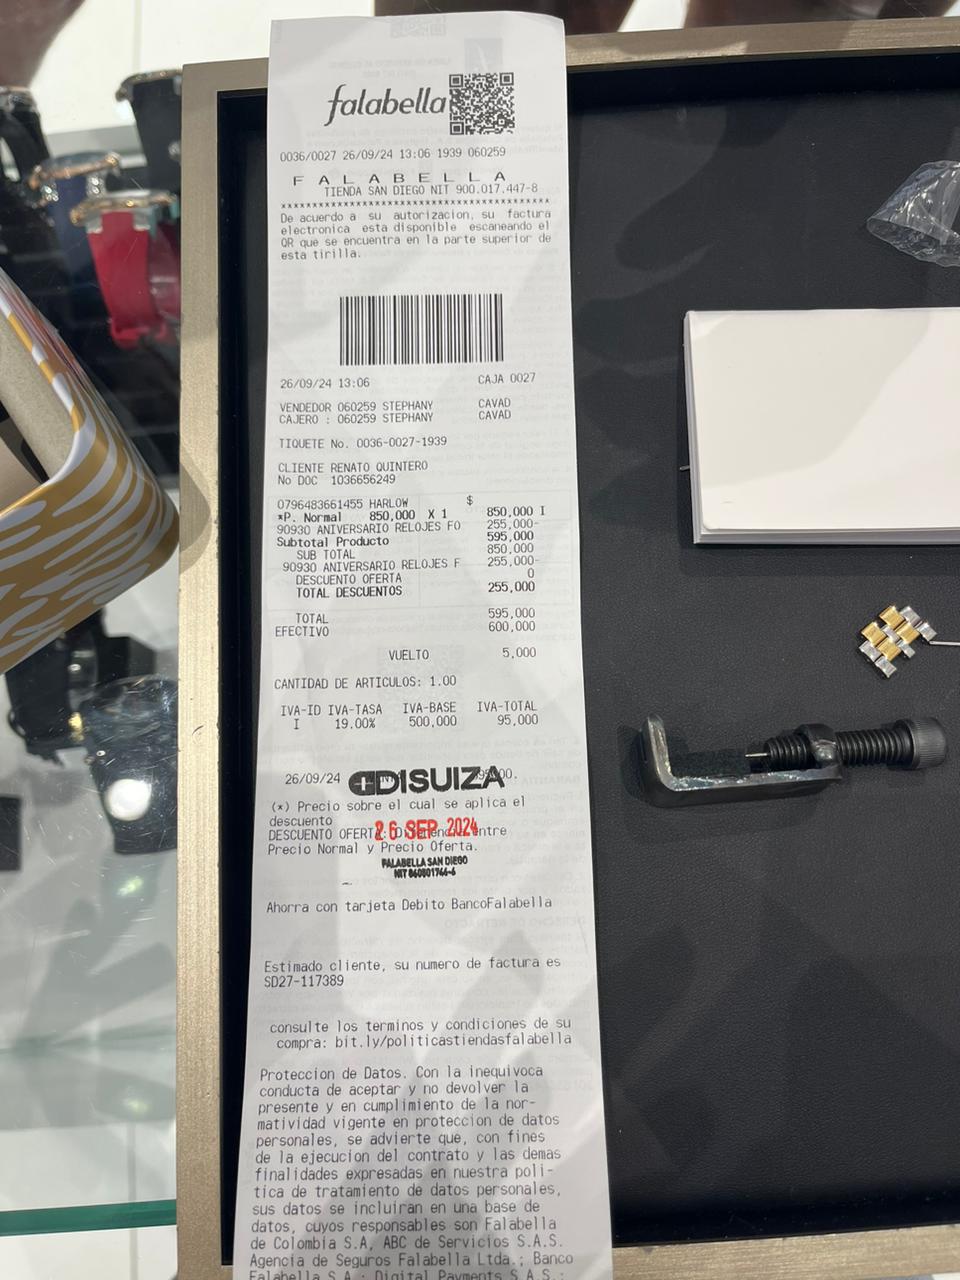 falabella
0036/0027 26/09/24 13:06 1939 060259
F A L A B E L L A
TIENDA SAN DIEGO NIT 900.017.447-8
De acuerdo a su autorizacion, su factura
electronica esta disponible escaneando el
QR que se encuentra en la parte superior de
esta tirilla.
26/09/24 13:06 CAJA 0027
VENDEDOR 060259 STEPHANY CAVAD
CAJERO : 060259 STEPHANY CAVAD
TIQUETE No. 0036-0027-1939
CLIENTE RENATO QUINTERO
No DOC 1036656249
0796483661455 HARLOW $
*P. Normal 850,000 X 1 850,000 I
90930 ANIVERSARIO RELOJES FO 255,000-
Subtotal Producto 595,000
SUB TOTAL 850,000
90930 ANIVERSARIO RELOJES F 255,000-
DESCUENTO OFERTA 0
TOTAL DESCUENTOS 255,000
TOTAL 595,000
EFECTIVO 600,000
VUELTO 5,000
CANTIDAD DE ARTICULOS: 1.00
IVA-ID IVA-TASA IVA-BASE IVA-TOTAL
I 19.00% 500,000 95,000
26/09/24
DISUIZA
(*) Precio sobre el cual se aplica el
descuento
DESCUENTO OFERTA: entre
26 SEP 2024
Precio Normal y Precio Oferta.
FALABELLA SAN DIEGO
NIT
Ahorra con tarjeta Debito BancoFalabella
Estimado cliente, su numero de factura es
SD27-117389
consulte los terminos y condiciones de su
compra: bit.ly/politicastiendasfalabella
Proteccion de Datos. Con la inequivoca
conducta de aceptar y no devolver la
presente y en cumplimiento de la nor-
matividad vigente en proteccion de datos
personales, se advierte que, con fines
de la ejecucion del contrato y las demas
finalidades expresadas en nuestra poli-
tica de tratamiento de datos personales,
sus datos se incluiran en una base de
datos, cuyos responsables son Falabella
de Colombia S.A, ABC de Servicios S.A.S.
Agencia de Seguros Falabella Ltda.; Banco
Falabella S.A.; Digital Payments S.A.S.;